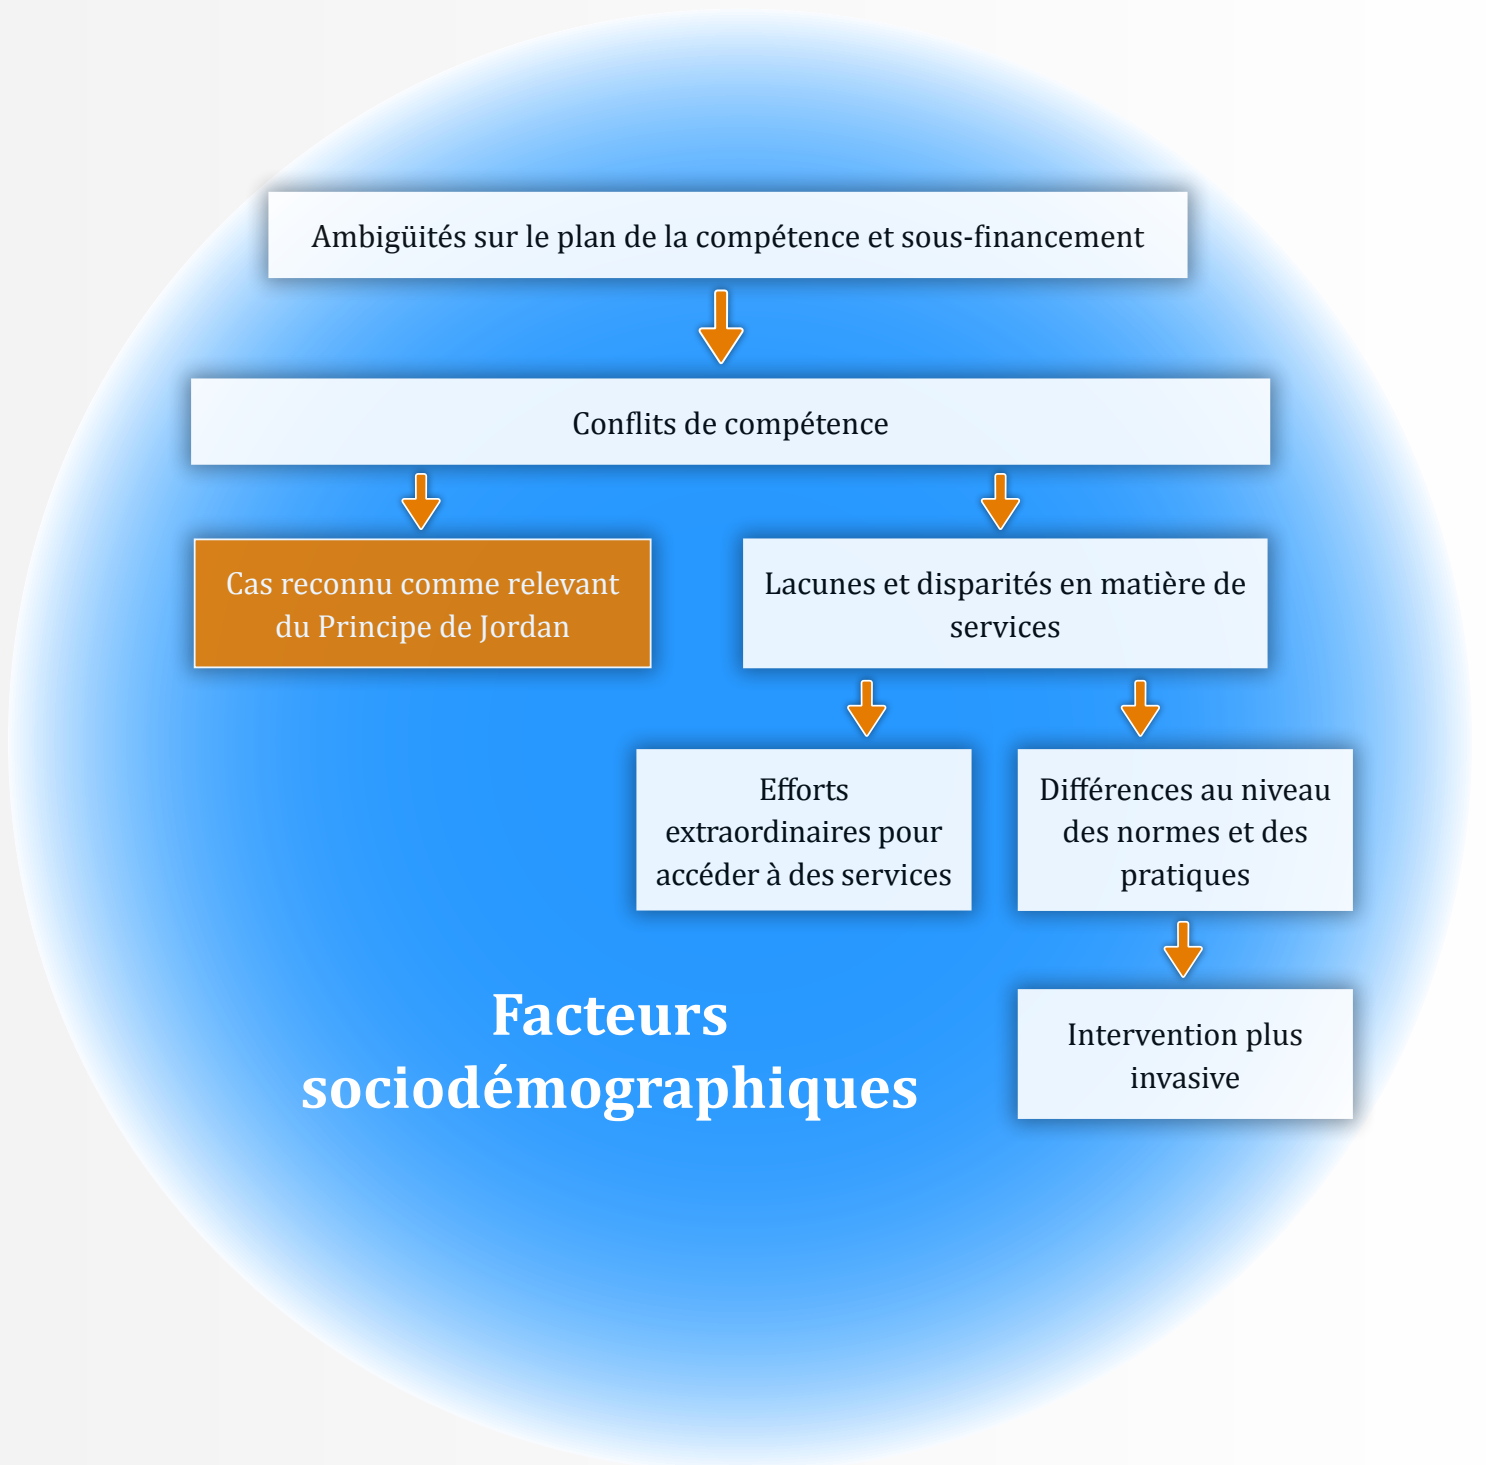 Ambigüités sur le plan de la compétence et sous-financement
Conflits de compétence
Cas reconnu comme relevant
du Principe de Jordan
Lacunes et disparités en matière de
services
Efforts
extraordinaires pour
accéder à des services
Différences au niveau
des normes et des
pratiques
Intervention plus
invasive
Facteurs
sociodémographiques